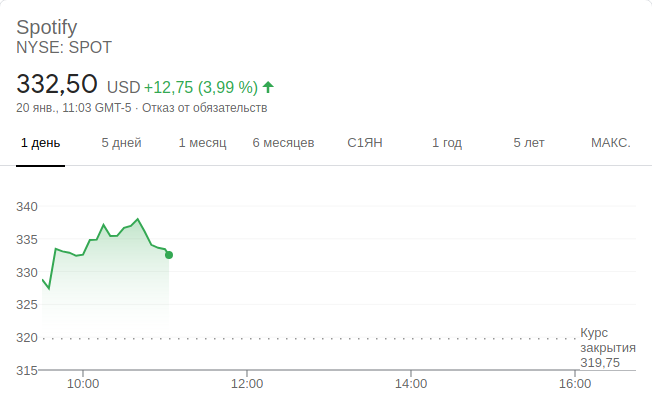 Spotify
NYSE: SPOT
332,50 USD +12,75 (3,99 %)
20 янв., 11:03 GMT-5 · Отказ от обязательств
1 день 5 дней 1 месяц 6 месяцев С1ЯН 1 год 5 лет МАКС.
340
335
330
325
320
Курс
закрытия
319,75
315
10:00 12:00 14:00 16:00